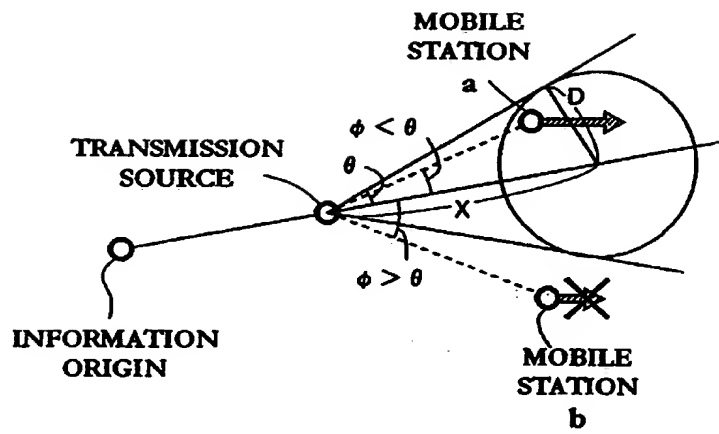 MOBILE
STATION
a
D
ϕ < θ
θ
TRANSMISSION
SOURCE
X
ϕ > θ
INFORMATION
ORIGIN
MOBILE
STATION
b